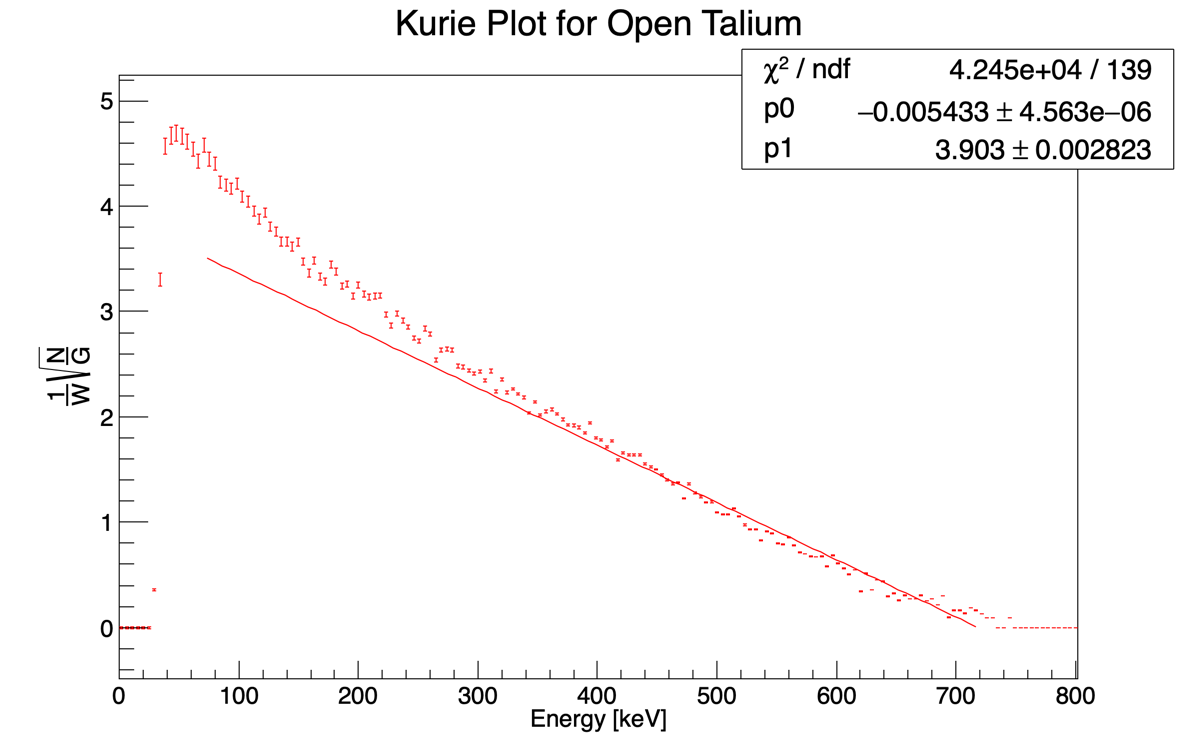 Kurie Plot for Open Talium
χ² / ndf 4.245e+04 / 139
p0 −0.005433 ± 4.563e−06
p1 3.903 ± 0.002823
5
4
3
2
1
0
1/W √(N/G)
0 100 200 300 400 500 600 700 800
Energy [keV]